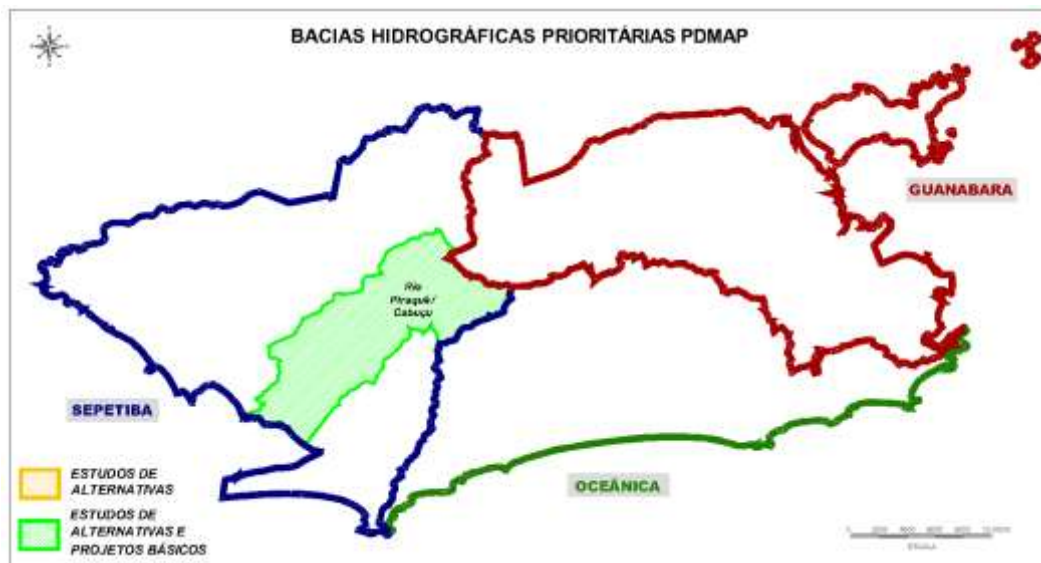 BACIAS HIDROGRÁFICAS PRIORITÁRIAS PDMAP
GUANABARA
Rio
Piraquê/
Cabuçu
SEPETIBA
OCEÂNICA
ESTUDOS DE
ALTERNATIVAS
ESTUDOS DE
ALTERNATIVAS E
PROJETOS BÁSICOS